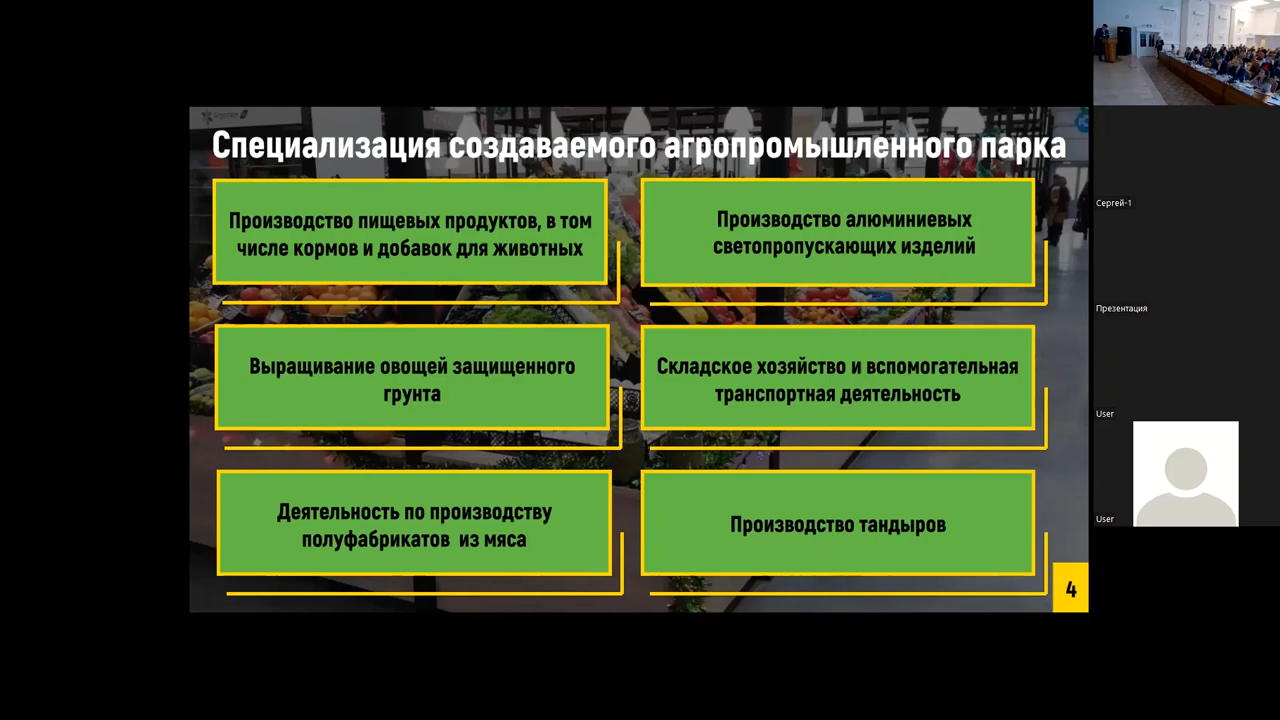 Специализация создаваемого агропромышленного парка
Производство пищевых продуктов, в том
числе кормов и добавок для животных
Производство алюминиевых
светопропускающих изделий
Выращивание овощей защищенного
грунта
Складское хозяйство и вспомогательная
транспортная деятельность
Деятельность по производству
полуфабрикатов из мяса
Производство тандыров
4
Сергей-1
Презентация
User
User